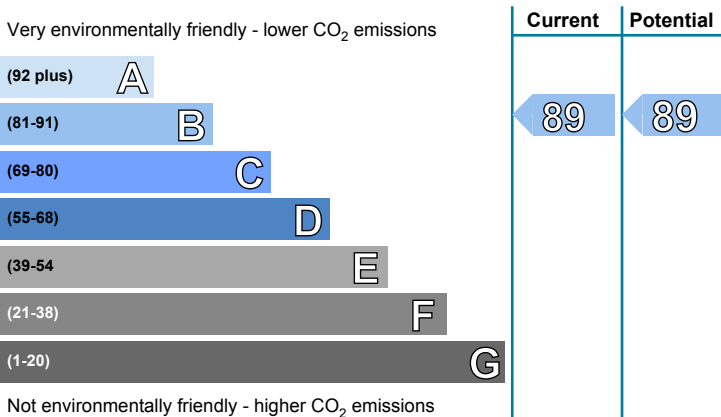 Very environmentally friendly - lower CO2 emissions
Current Potential
(92 plus) A
(81-91) B 89 89
(69-80) C
(55-68) D
(39-54 E
(21-38) F
(1-20) G
Not environmentally friendly - higher CO2 emissions